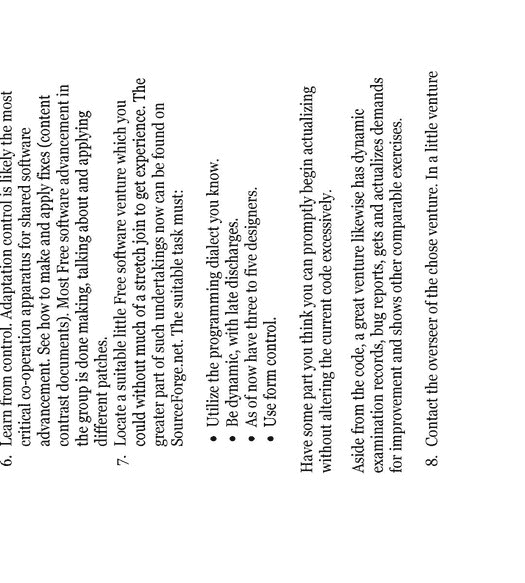 6. Learn from control. Adaptation control is likely the most
critical co-operation apparatus for shared software
advancement. See how to make and apply fixes (content
contrast documents). Most Free software advancement in
the group is done making, talking about and applying
different patches.
7. Locate a suitable little Free software venture which you
could without much of a stretch join to get experience. The
greater part of such undertakings now can be found on
SourceForge.net. The suitable task must:
• Utilize the programming dialect you know.
• Be dynamic, with late discharges.
• As of now have three to five designers.
• Use form control.
Have some part you think you can promptly begin actualizing
without altering the current code excessively.
Aside from the code, a great venture likewise has dynamic
examination records, bug reports, gets and actualizes demands
for improvement and shows other comparable exercises.
8. Contact the overseer of the chose venture. In a little venture